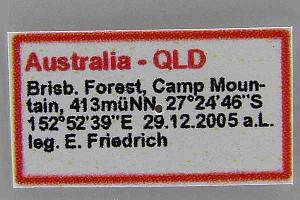 Australia - QLD
Brisb. Forest, Camp Moun-
tain, 413müNN. 27°24'46"S
152°52'39"E 29.12.2005 a.L.
leg. E. Friedrich